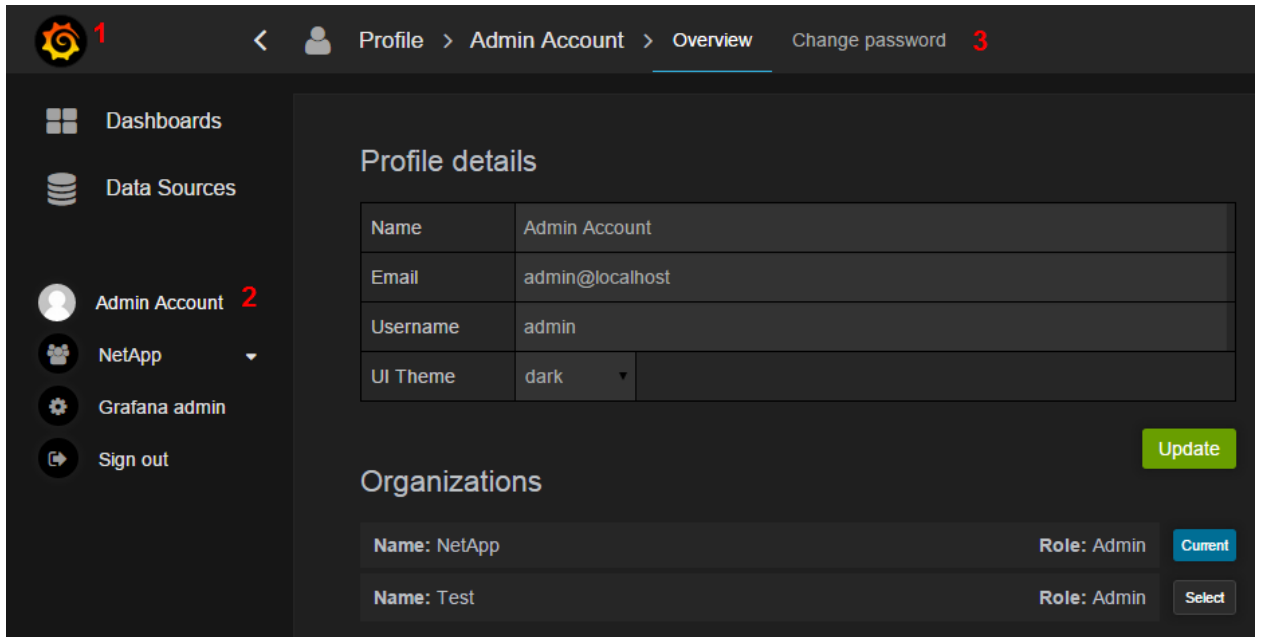 1 Profile > Admin Account > Overview Change password 3
Dashboards
Data Sources
Admin Account 2
NetApp
Grafana admin
Sign out
Profile details
Name Admin Account
Email admin@localhost
Username admin
UI Theme dark
Update
Organizations
Name: NetApp Role: Admin Current
Name: Test Role: Admin Select